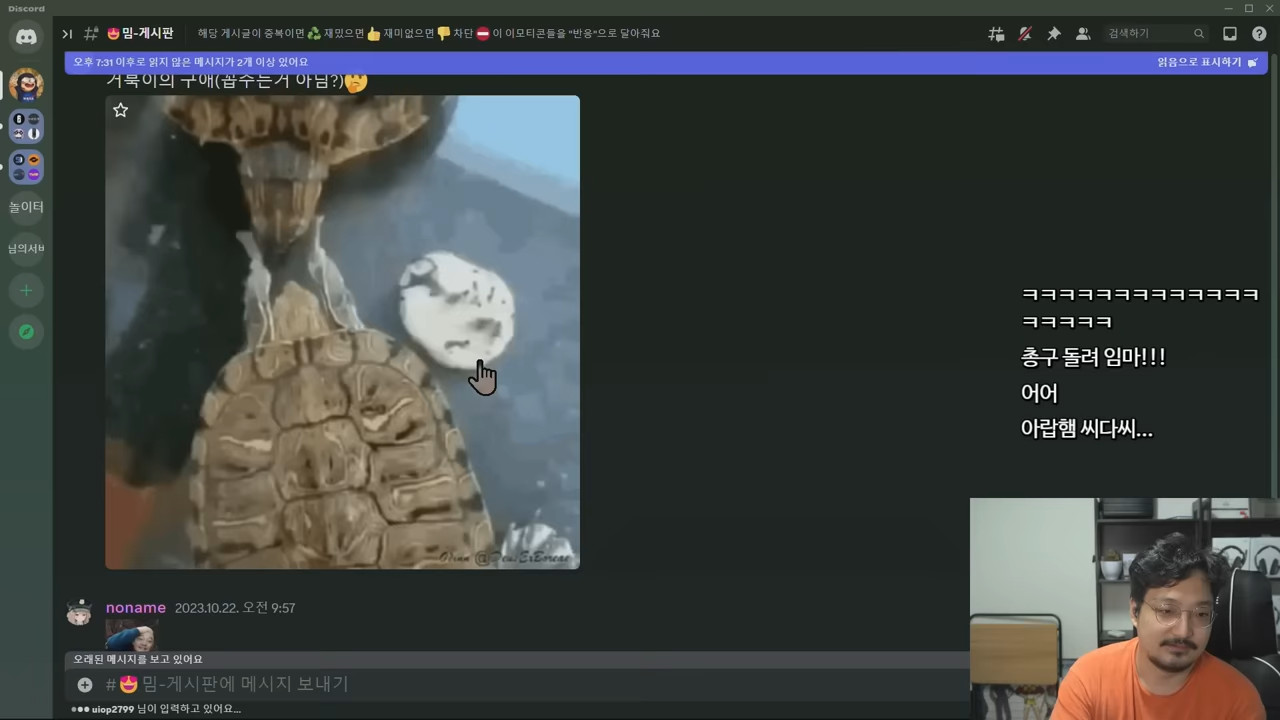 Discord
밈-게시판
해당 게시글이 중복이면 재밌으면 재미없으면 차단 이 이모티콘들을 "반응"으로 달아줘요
검색하기
오후 7:31 이후로 읽지 않은 메시지가 2개 이상 있어요
읽음으로 표시하기
거북이의 구애(꼽주는거 아님?)
놀이터
님의서버
ㅋㅋㅋㅋㅋㅋㅋㅋㅋㅋㅋㅋㅋ
ㅋㅋㅋㅋㅋ
총구 돌려 임마!!!
어어
아랍햄 씨다씨...
noname 2023.10.22. 오전 9:57
오래된 메시지를 보고 있어요
#밈-게시판에 메시지 보내기
uiop2799 님이 입력하고 있어요...